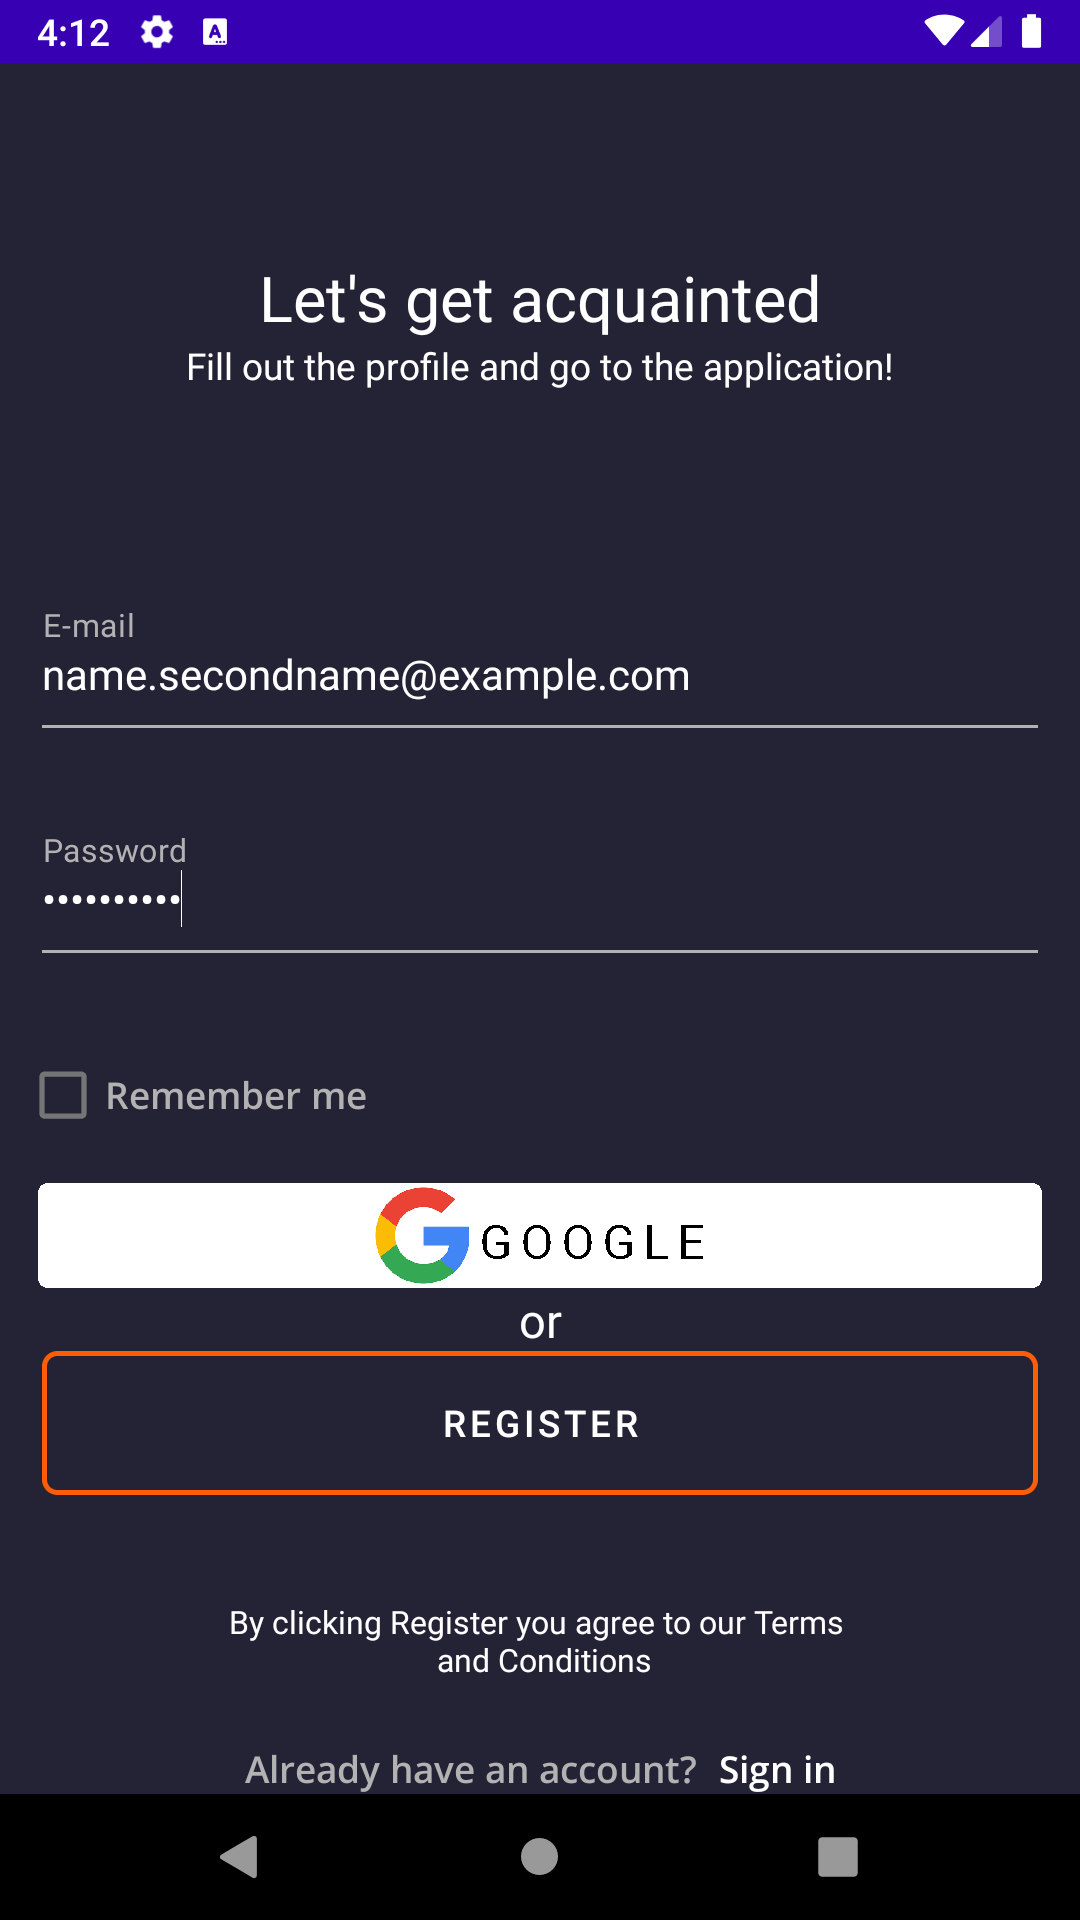 4:12
Let's get acquainted
Fill out the profile and go to the application!
E-mail
name.secondname@example.com
Password
••••••••••
Remember me
GOOGLE
or
REGISTER
By clicking Register you agree to our Terms
and Conditions
Already have an account? Sign in